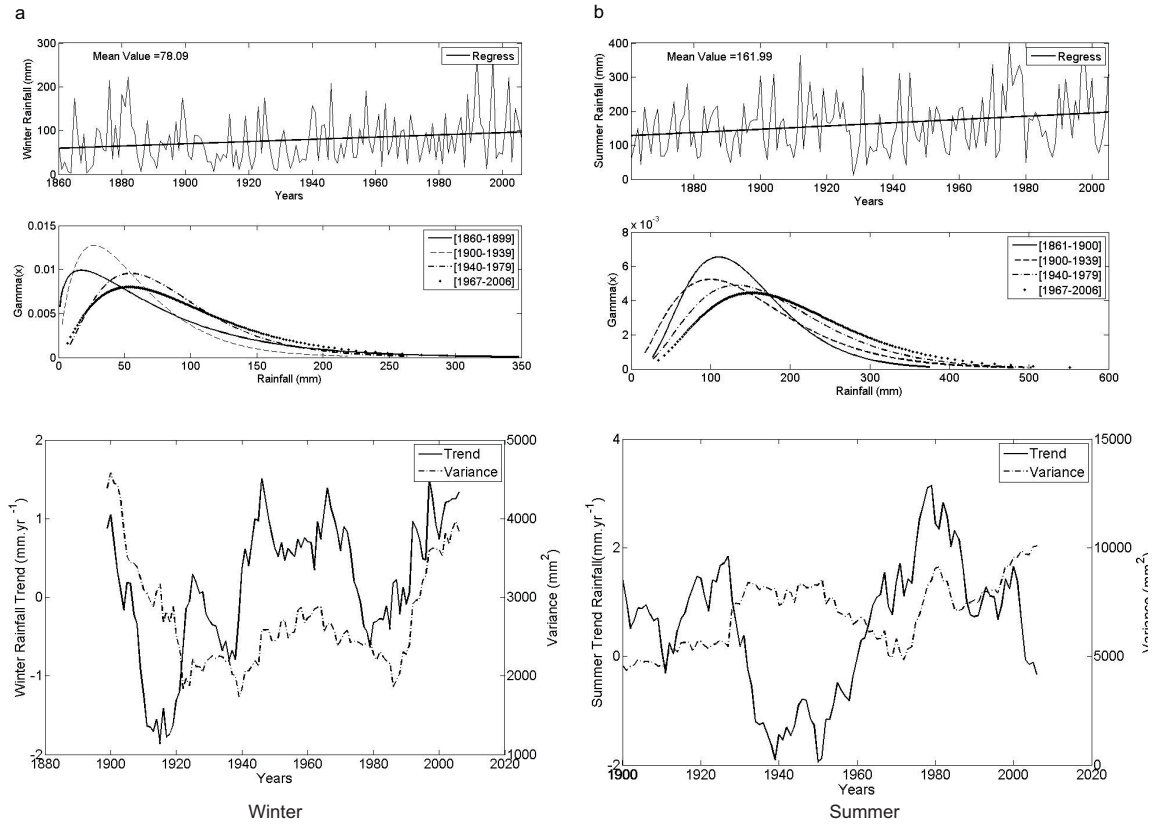 a
Mean Value =78.09
Regress
Winter Rainfall (mm)
300
200
100
0
1860 1880 1900 1920 1940 1960 1980 2000
Years
Gamma(x)
0.015
0.01
0.005
0
[1860-1899]
[1900-1939]
[1940-1979]
[1967-2006]
0 50 100 150 200 250 300 350
Rainfall (mm)
Winter Rainfall Trend (mm.yr -1)
2
1
0
-1
-2
Trend
Variance
5000
4000
3000
2000
1000
Variance (mm2)
1880 1900 1920 1940 1960 1980 2000 2020
Years
Winter
b
Mean Value =161.99
Regress
Summer Rainfall (mm)
400
300
200
100
0
1880 1900 1920 1940 1960 1980 2000
Years
x 10-3
Gamma(x)
8
6
4
2
0
[1861-1900]
[1900-1939]
[1940-1979]
[1967-2006]
0 100 200 300 400 500 600
Rainfall (mm)
Summer Trend Rainfall(mm.yr -1)
4
2
0
-2
Trend
Variance
15000
10000
5000
0
Variance (mm2)
1900 1920 1940 1960 1980 2000 2020
Years
Summer